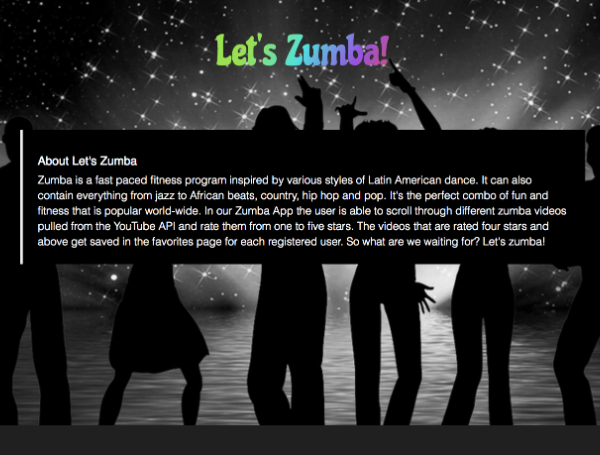 Let's Zumba!
About Let's Zumba
Zumba is a fast paced fitness program inspired by various styles of Latin American dance. It can also
contain everything from jazz to African beats, country, hip hop and pop. It's the perfect combo of fun and
fitness that is popular world-wide. In our Zumba App the user is able to scroll through different zumba videos
pulled from the YouTube API and rate them from one to five stars. The videos that are rated four stars and
above get saved in the favorites page for each registered user. So what are we waiting for? Let's zumba!